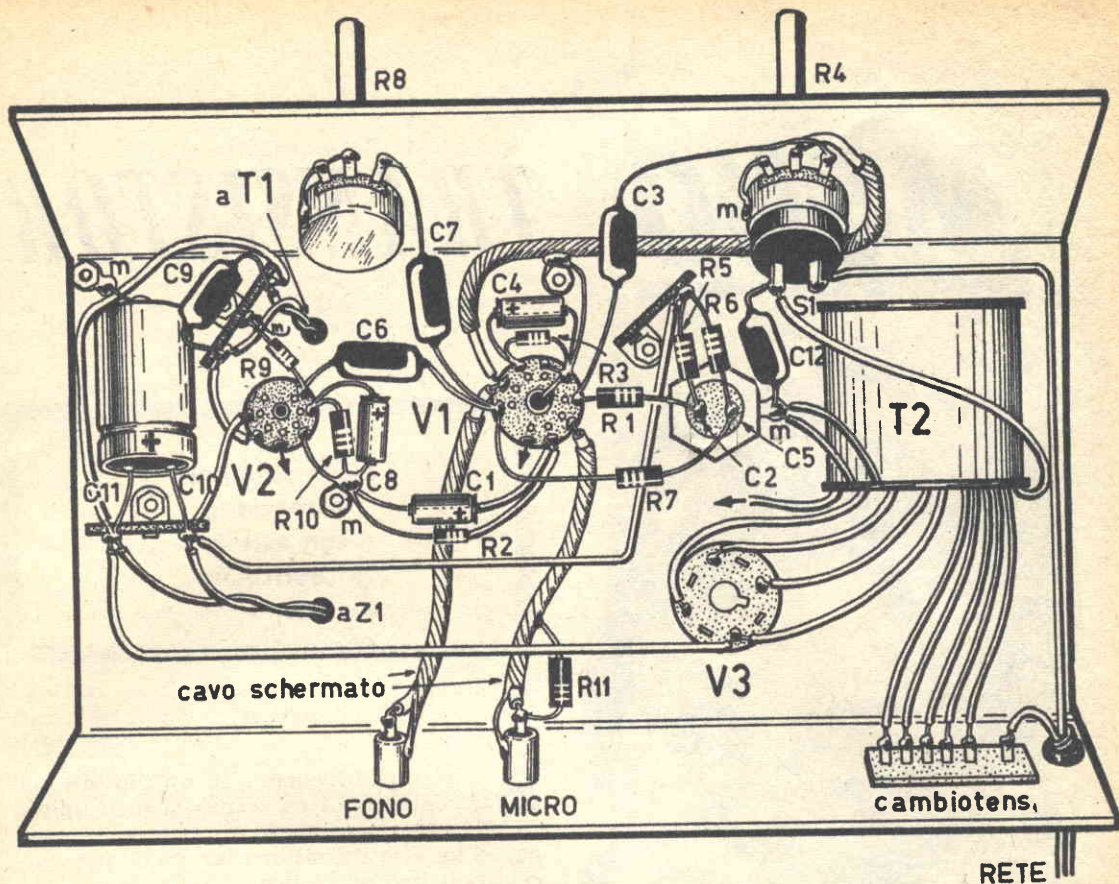 R8
R4
a T1
m
C9
C7
C3
m
C4
R5
R6
S1
C6
m
R9
C12
R3
V1
R1
T2
m
C11
C10
V2
C8
C1
C2
C5
R7
R10
m
R2
a Z1
cavo schermato
R11
V3
FONO
MICRO
cambiotens.
RETE